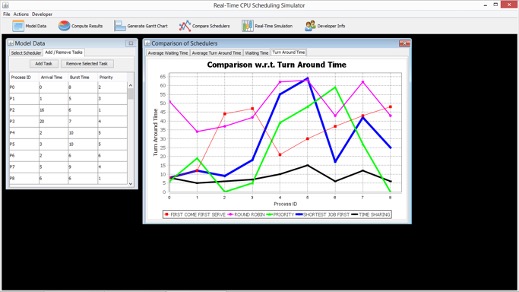 Real-Time CPU Scheduling Simulator
File Actions Developer
Model Data Compute Results Generate Gantt Chart Compare Schedulers Real-Time Simulation Developer Info
Model Data
Select Scheduler Add/Remove Tasks
Add Task Remove Selected Task
Process ID Arrival Time Burst Time Priority
P0 0 8 2
P1 1 5 3
P2 18 6 1
P3 20 7 4
P4 2 10 5
P5 3 10 5
P6 2 6 6
P7 3 9 4
P8 6 6 1
Comparison of Schedulers
Average Waiting Time Average Turn Around Time Waiting Time Turn Around Time
Comparison w.r.t. Turn Around Time
Turn Around Time
65
60
55
50
45
40
35
30
25
20
15
10
5
0
0 1 2 3 4 5 6 7 8
Process ID
FIRST COME FIRST SERVE ROUND ROBIN PRIORITY SHORTEST JOB FIRST TIME SHARING